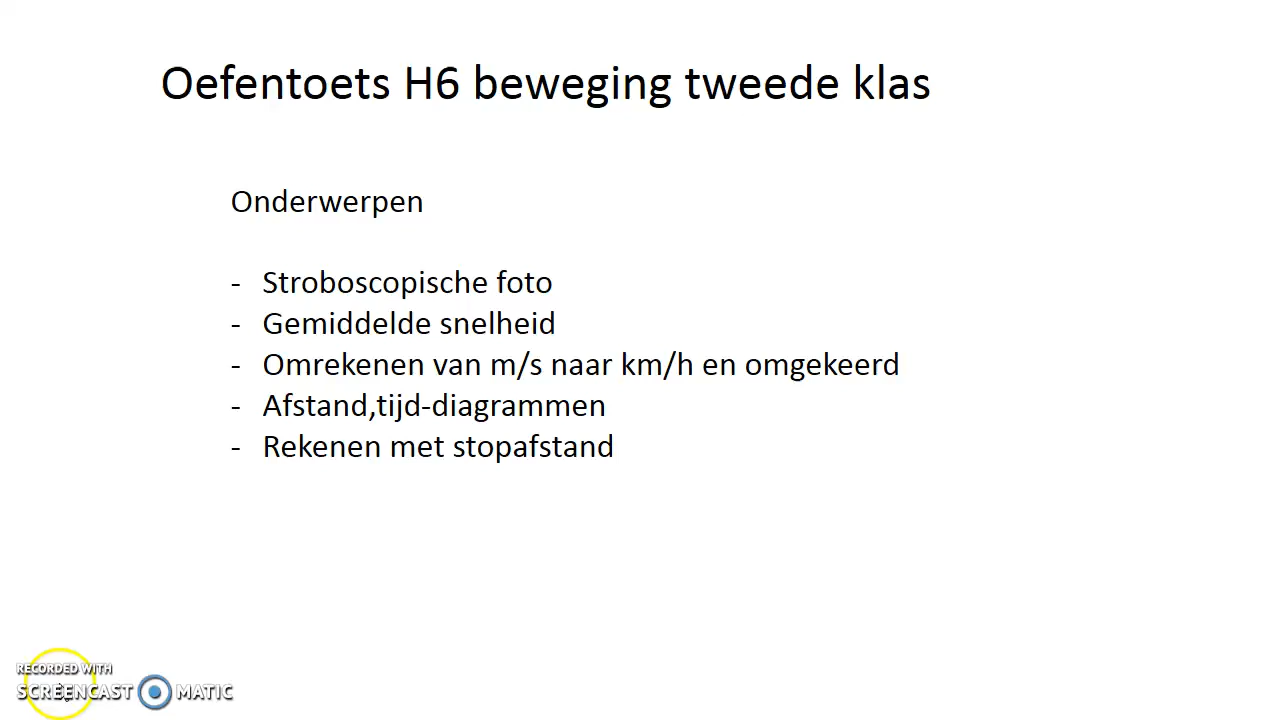 Oefentoets H6 beweging tweede klas
Onderwerpen
- Stroboscopische foto
- Gemiddelde snelheid
- Omrekenen van m/s naar km/h en omgekeerd
- Afstand,tijd-diagrammen
- Rekenen met stopafstand
RECORDED WITH
SCREENCAST MATIC